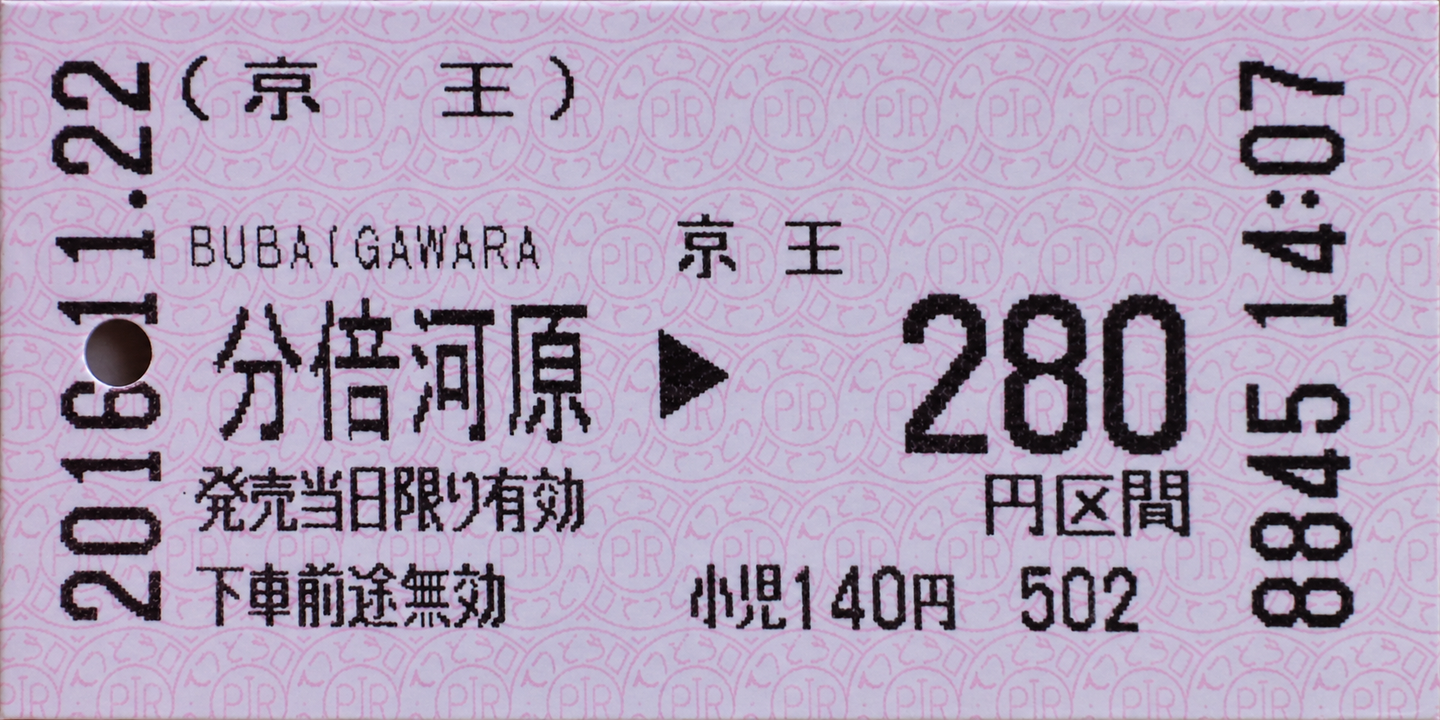 2016.11.22
(京 王)
BUBAIGAWARA 京王
分倍河原 ▶ 280
発売当日限り有効 円区間
下車前途無効 小児140円 502
8845 14:07